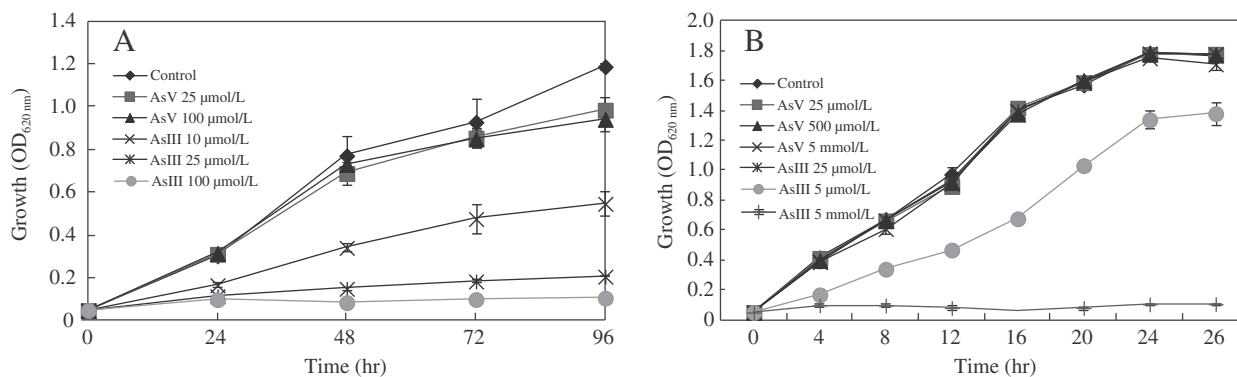 A
1.4
1.2
1.0
0.8
0.6
0.4
0.2
0
Growth (OD620 nm)
Control
AsV 25 μmol/L
AsV 100 μmol/L
AsIII 10 μmol/L
AsIII 25 μmol/L
AsIII 100 μmol/L
0 24 48 72 96
Time (hr)
B
2.0
1.8
1.6
1.4
1.2
1.0
0.8
0.6
0.4
0.2
0.0
Growth (OD620 nm)
Control
AsV 25 μmol/L
AsV 500 μmol/L
AsV 5 mmol/L
AsIII 25 μmol/L
AsIII 5 μmol/L
AsIII 5 mmol/L
0 4 8 12 16 20 24 26
Time (hr)